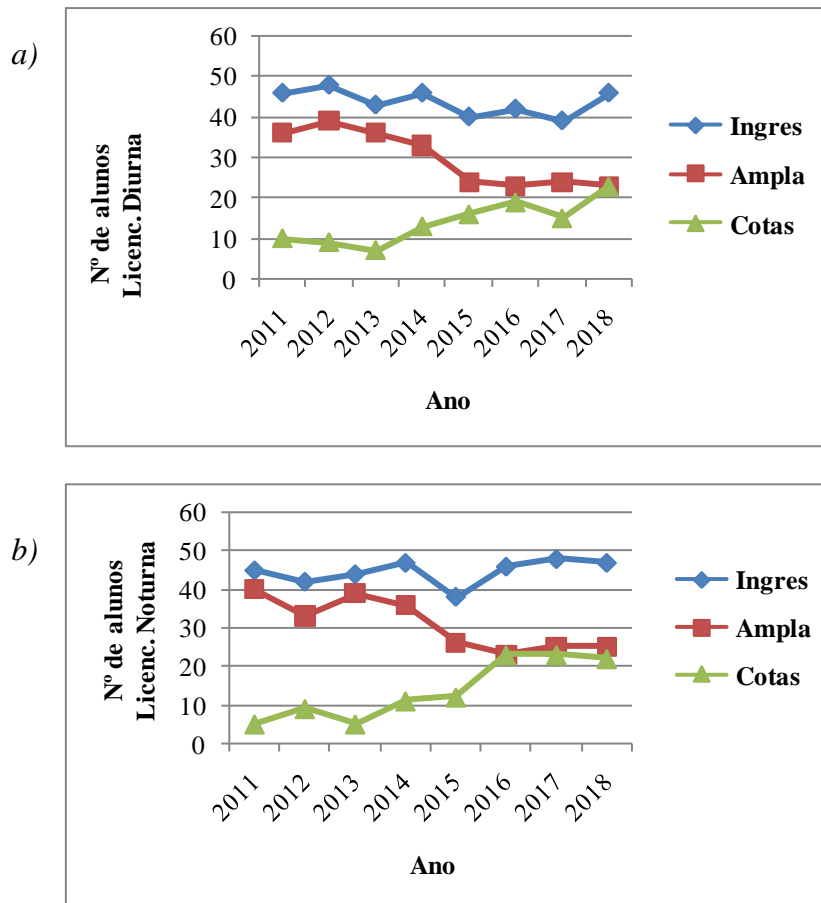 a)
Nº de alunos
Licenc. Diurna
60
50
40
30
20
10
0
2011
2012
2013
2014
2015
2016
2017
2018
Ano
Ingres
Ampla
Cotas
b)
Nº de alunos
Licenc. Noturna
60
50
40
30
20
10
0
2011
2012
2013
2014
2015
2016
2017
2018
Ano
Ingres
Ampla
Cotas